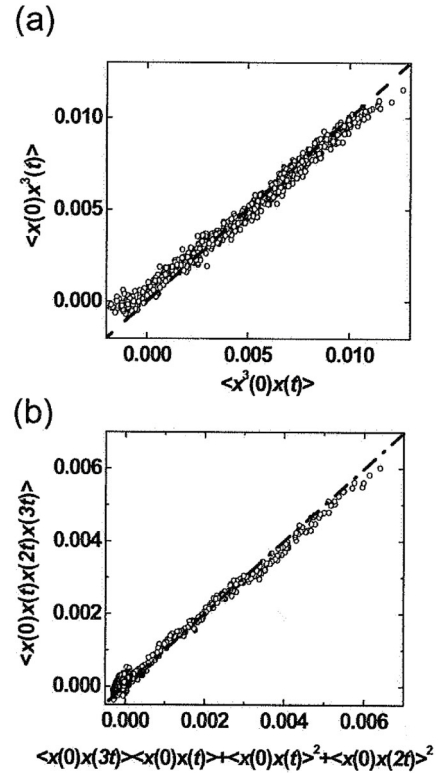 (a)
<x(0)x³(t)>
0.010
0.005
0.000
0.000 0.005 0.010
<x³(0)x(t)>
(b)
<x(0)x(t)x(2t)x(3t)>
0.006
0.004
0.002
0.000
0.000 0.002 0.004 0.006
<x(0)x(3t)><x(0)x(t)>+<x(0)x(t)>²+<x(0)x(2t)>²